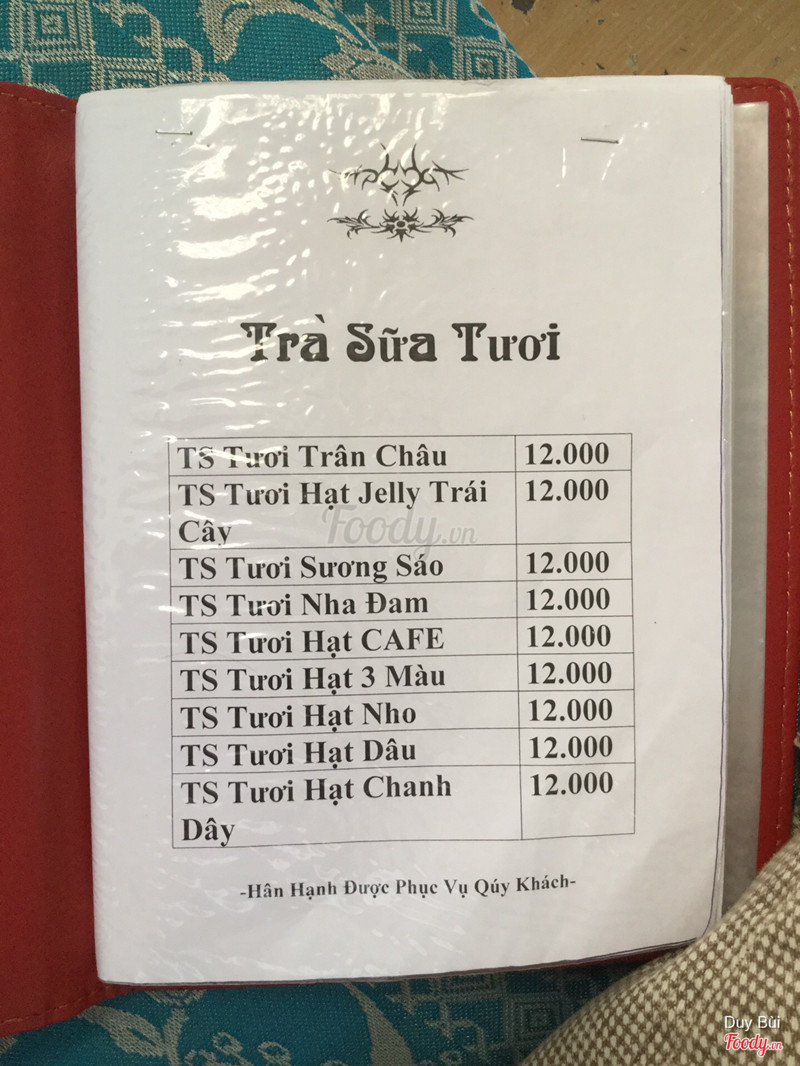 Trà Sữa Tươi
TS Tươi Trân Châu 12.000
TS Tươi Hạt Jelly Trái 12.000
Cây
Foody.vn
TS Tươi Sương Sáo 12.000
TS Tươi Nha Đam 12.000
TS Tươi Hạt CAFE 12.000
TS Tươi Hạt 3 Màu 12.000
TS Tươi Hạt Nho 12.000
TS Tươi Hạt Dâu 12.000
TS Tươi Hạt Chanh 12.000
Dây
-Hân Hạnh Được Phục Vụ Qúy Khách-
Duy Bùi
Foody.vn